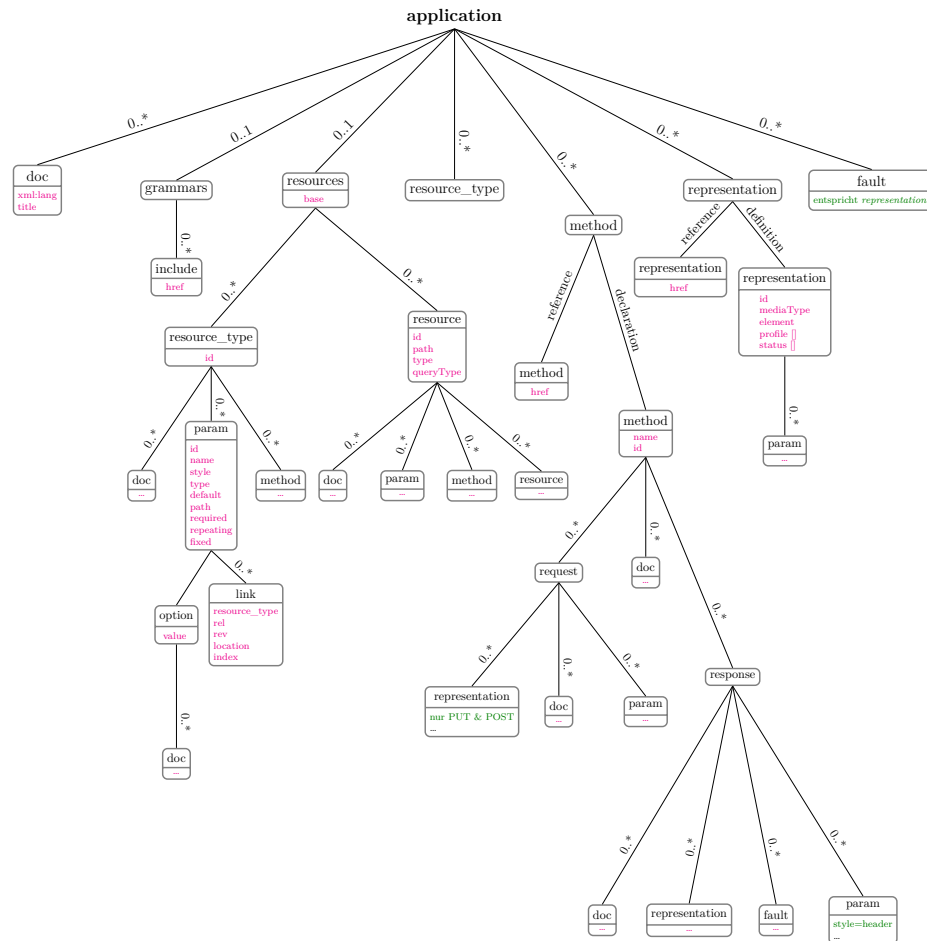 application
0..*
0..1
0..1
0..*
0..*
0..*
0..*
doc
xml:lang
title
grammars
resources
base
resource_type
method
representation
fault
entspricht representation
0..*
include
href
0..*
0..*
reference
declaration
reference
definition
representation
href
representation
id
mediaType
element
profile []
status []
resource_type
id
resource
id
path
type
queryType
method
href
method
name
id
0..*
param
...
0..*
0..*
0..*
doc
...
param
id
name
style
type
default
path
required
repeating
fixed
method
...
0..*
0..*
0..*
0..*
doc
...
param
...
method
...
resource
...
0..*
0..*
0..*
request
doc
...
response
0..*
option
value
link
resource_type
rel
rev
location
index
0..*
doc
...
0..*
0..*
0..*
representation
nur PUT & POST
...
doc
...
param
...
0..*
0..*
0..*
0..*
doc
...
representation
...
fault
...
param
style=header
...